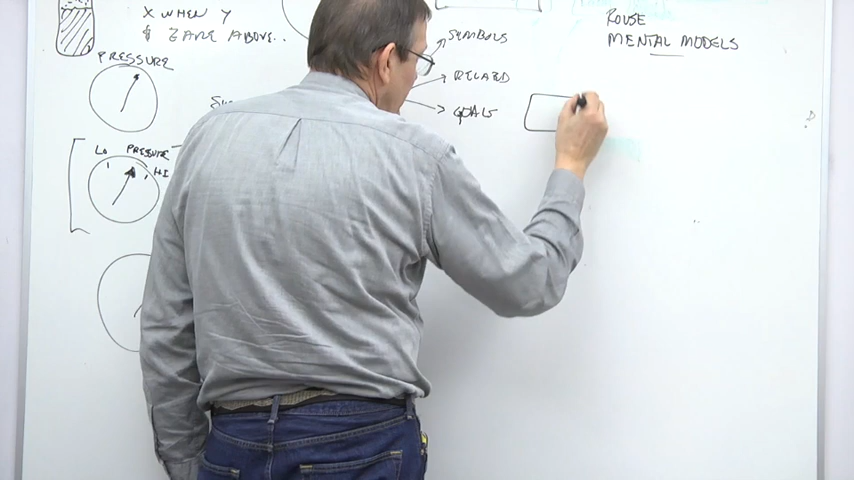 X WHEN Y
& Z ARE ABOVE..
PRESSURE
LO PRESSURE
HI
SYMBOLS
RELATED
GOALS
ROUSE
MENTAL MODELS